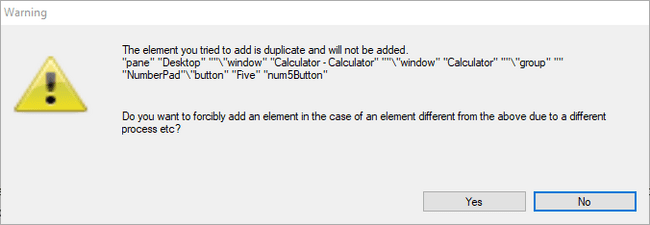 Warning
The element you tried to add is duplicate and will not be added.
"pane" "Desktop" ""\"window" "Calculator - Calculator" ""\"window" "Calculator" ""\"group" ""
"NumberPad"\"button" "Five" "num5Button"
Do you want to forcibly add an element in the case of an element different from the above due to a different
process etc?
Yes
No